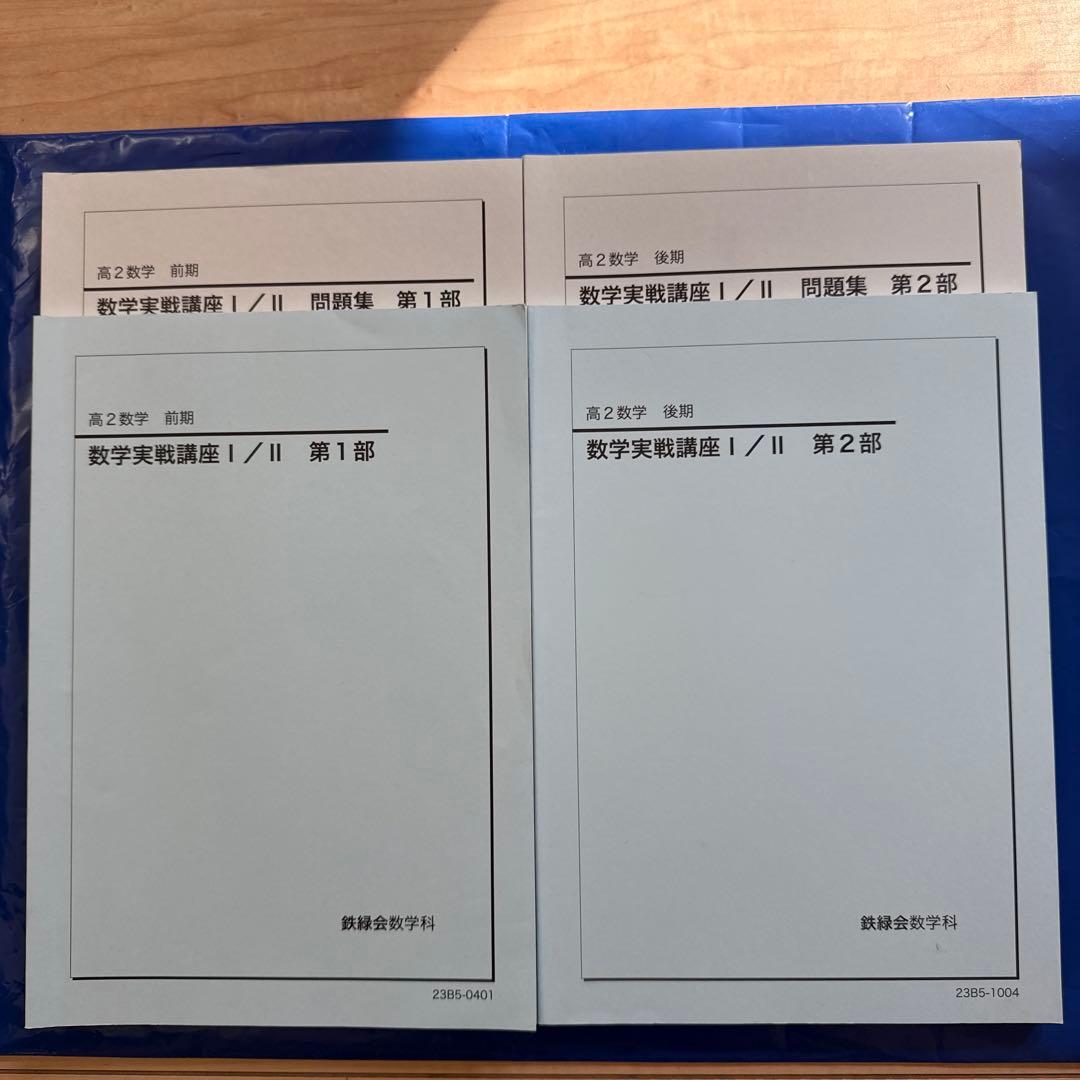 高2数学 前期
数学実戦講座Ⅰ／Ⅱ 問題集 第1部
高2数学 後期
数学実戦講座Ⅰ／Ⅱ 問題集 第2部
高2数学 前期
数学実戦講座Ⅰ／Ⅱ 第1部
鉄緑会数学科
23B5-0401
高2数学 後期
数学実戦講座Ⅰ／Ⅱ 第2部
鉄緑会数学科
23B5-1004